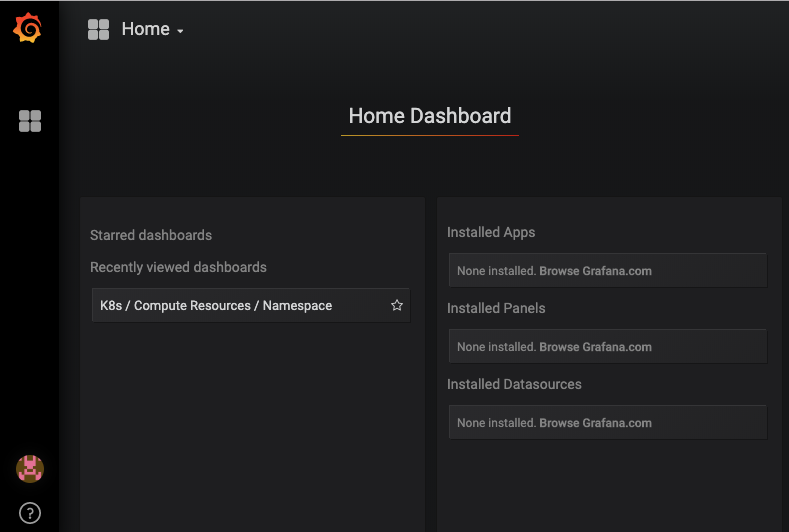 Home
Home Dashboard
Starred dashboards
Recently viewed dashboards
K8s / Compute Resources / Namespace
Installed Apps
None installed. Browse Grafana.com
Installed Panels
None installed. Browse Grafana.com
Installed Datasources
None installed. Browse Grafana.com
?